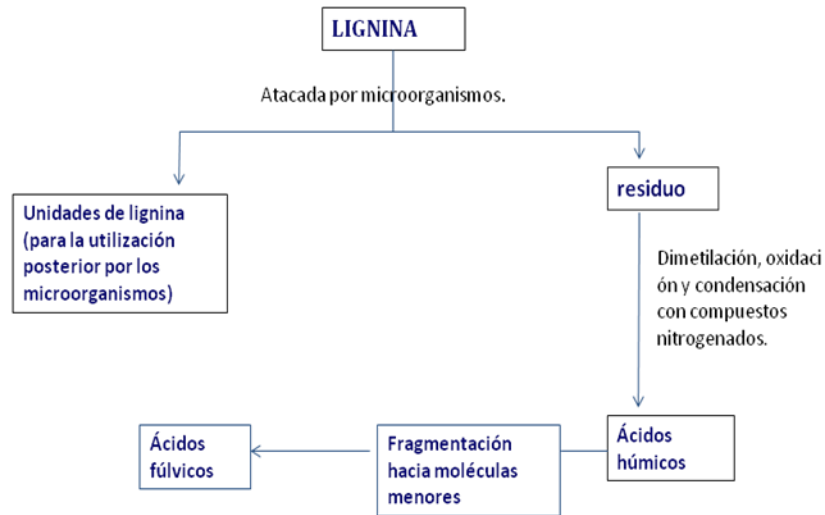 LIGNINA
Atacada por microorganismos.
Unidades de lignina
(para la utilización
posterior por los
microorganismos)
residuo
Dimetilación, oxidaci
ón y condensación
con compuestos
nitrogenados.
Ácidos
húmicos
Fragmentación
hacia moléculas
menores
Ácidos
fúlvicos